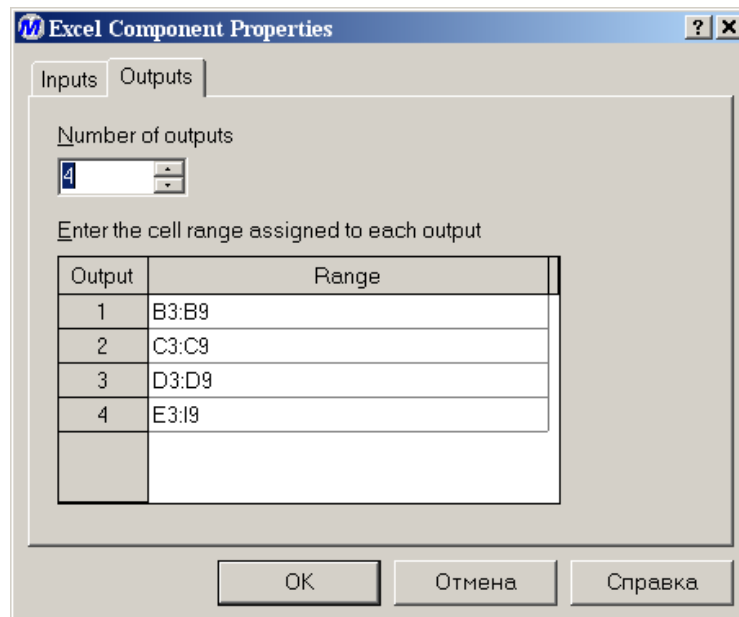 Excel Component Properties
Inputs Outputs
Number of outputs
4
Enter the cell range assigned to each output
Output Range
1 B3:B9
2 C3:C9
3 D3:D9
4 E3:I9
OK Отмена Справка